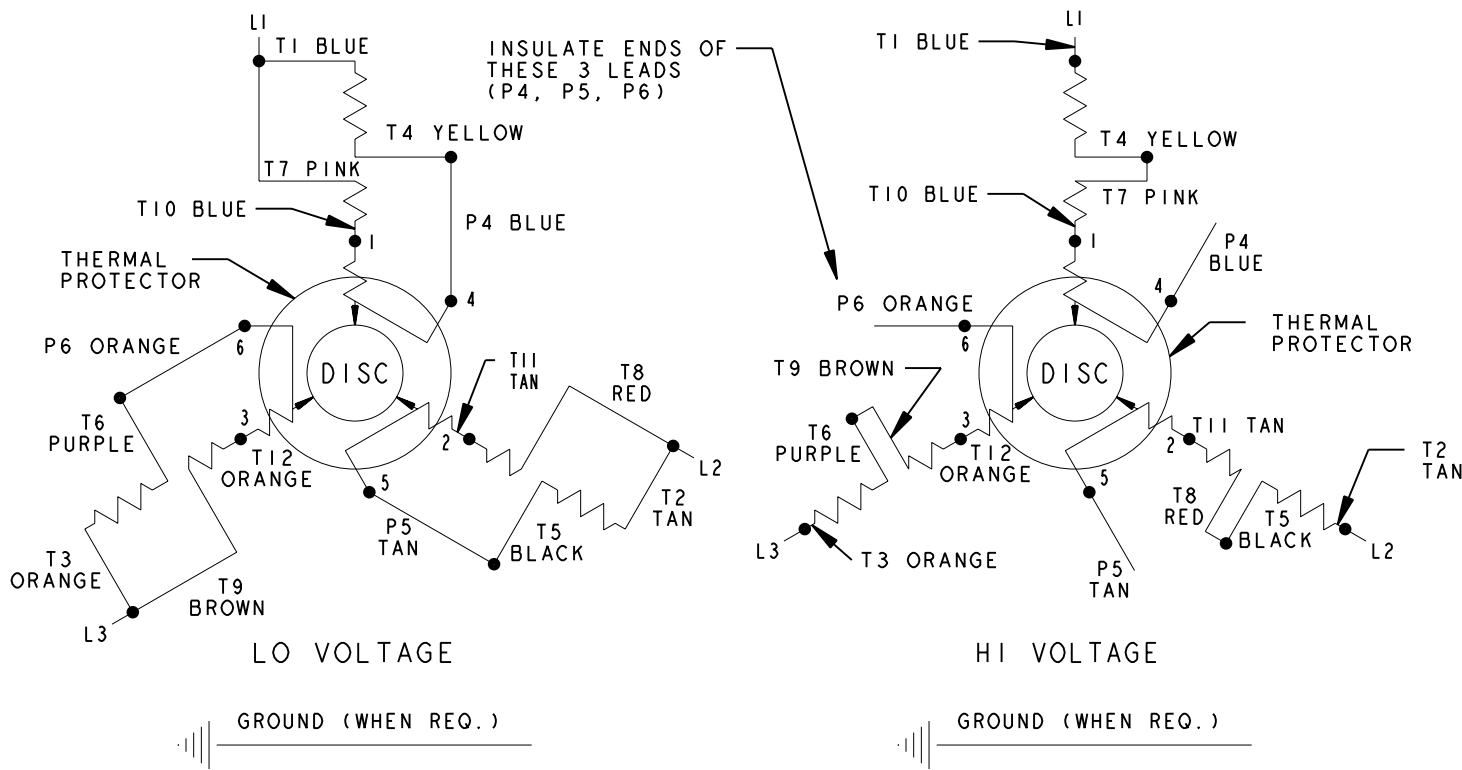 L1
T1 BLUE
T4 YELLOW
T7 PINK
T10 BLUE
P4 BLUE
1
THERMAL
PROTECTOR
4
P6 ORANGE
6
DISC
T11
TAN
T8
RED
3
T6
PURPLE
T12
ORANGE
2
L2
5
T2
TAN
P5
TAN
T5
BLACK
T3
ORANGE
T9
BROWN
L3
LO VOLTAGE
GROUND (WHEN REQ.)
INSULATE ENDS OF
THESE 3 LEADS
(P4, P5, P6)
L1
T1 BLUE
T4 YELLOW
T7 PINK
T10 BLUE
1
P4
BLUE
4
P6 ORANGE
6
THERMAL
PROTECTOR
DISC
T9 BROWN
3
T6
PURPLE
T12
ORANGE
T11 TAN
2
T2
TAN
5
T8
RED
T5
BLACK
L2
L3
T3 ORANGE
P5
TAN
HI VOLTAGE
GROUND (WHEN REQ.)